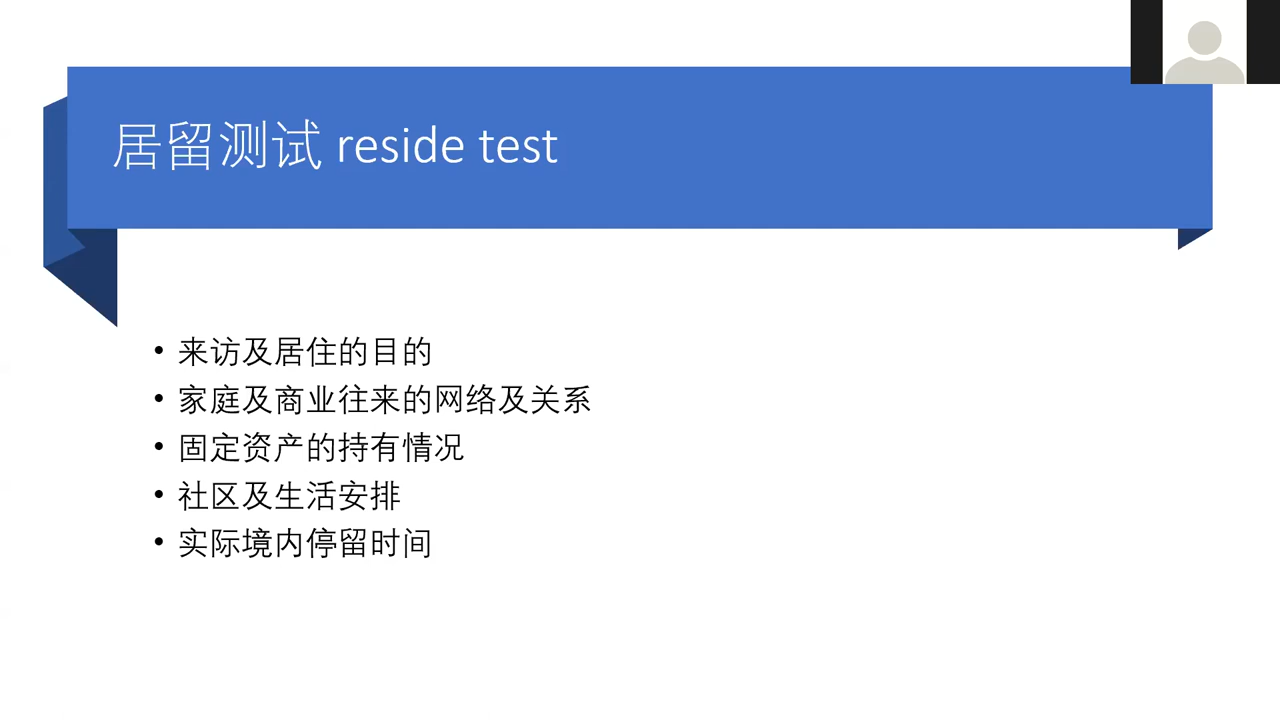 居留测试 reside test
• 来访及居住的目的
• 家庭及商业往来的网络及关系
• 固定资产的持有情况
• 社区及生活安排
• 实际境内停留时间